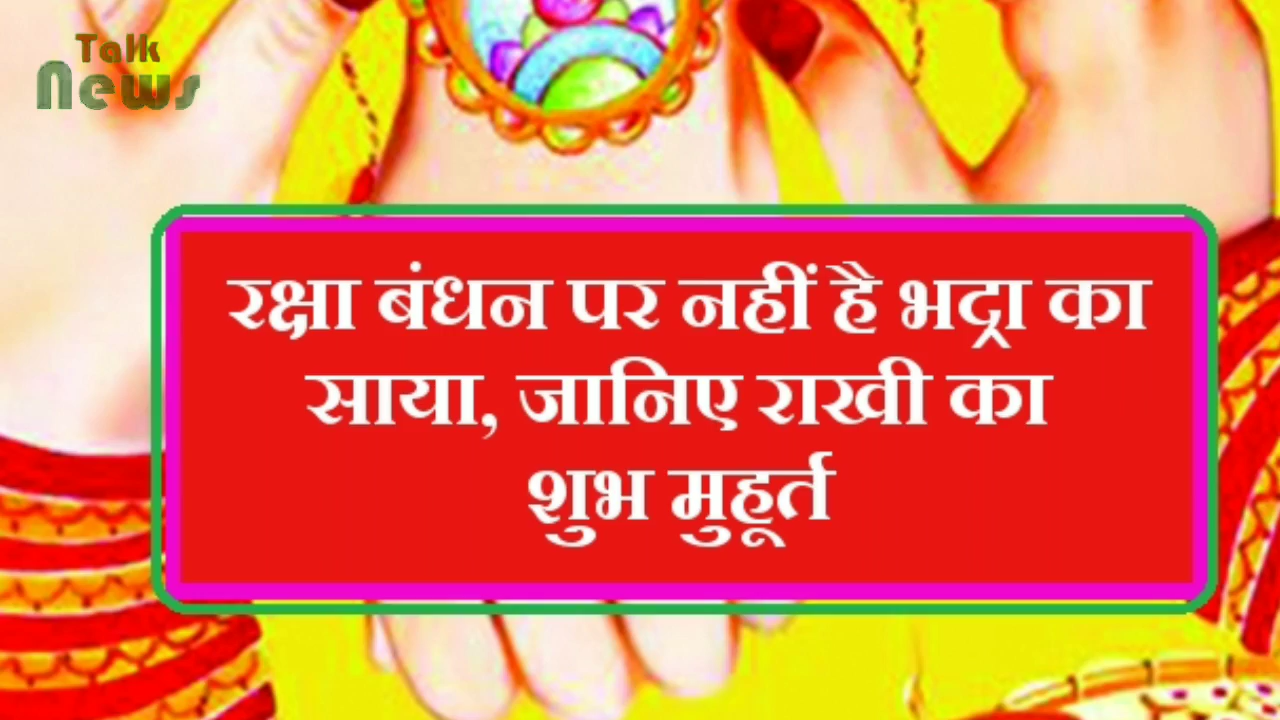 Talk
News
रक्षा बंधन पर नहीं है भद्रा का
साया, जानिए राखी का
शुभ मुहूर्त